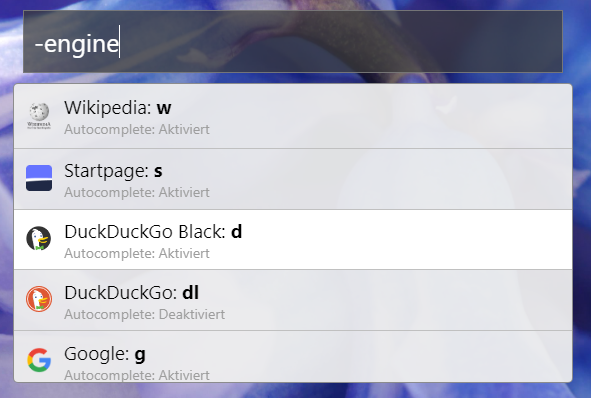 -engine
Wikipedia: w
Autocomplete: Aktiviert
Startpage: s
Autocomplete: Aktiviert
DuckDuckGo Black: d
Autocomplete: Aktiviert
DuckDuckGo: dl
Autocomplete: Deaktiviert
Google: g
Autocomplete: Aktiviert